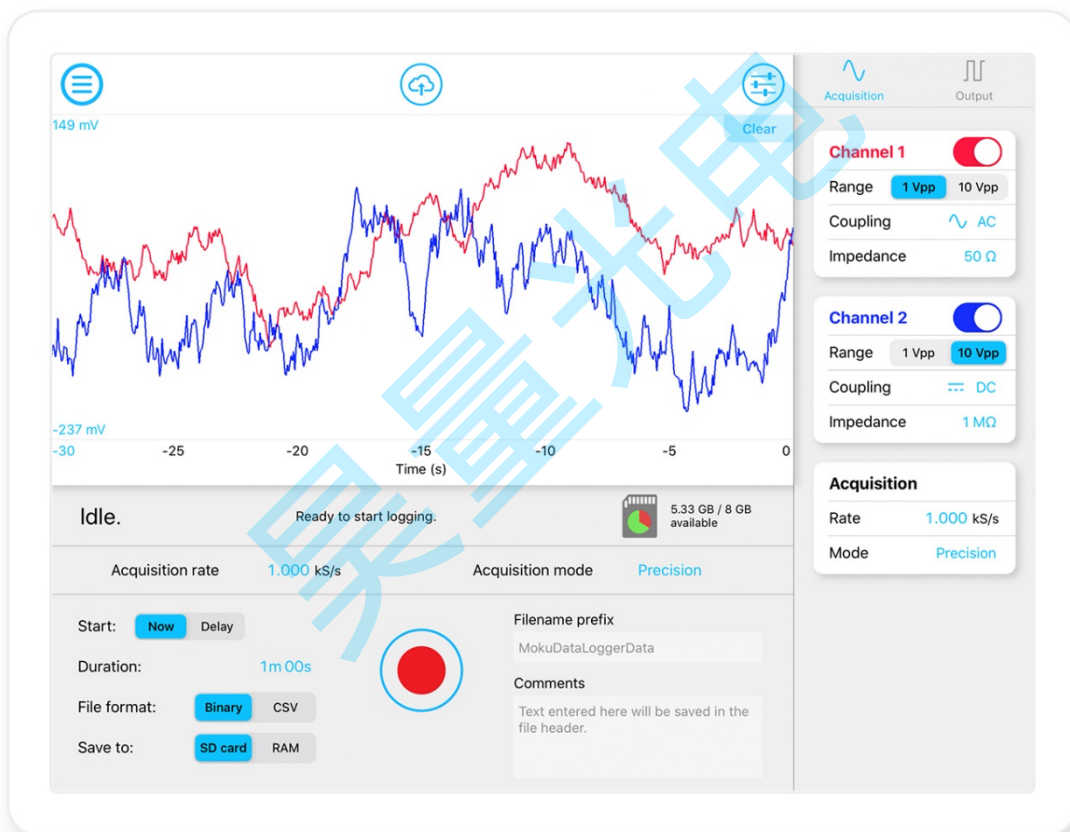 149 mV
Clear
-237 mV
-30 -25 -20 -15 -10 -5 0
Time (s)
Idle.
Ready to start logging.
5.33 GB / 8 GB
available
Acquisition rate 1.000 kS/s
Acquisition mode Precision
Start: Now Delay
Duration: 1m 00s
File format: Binary CSV
Save to: SD card RAM
Filename prefix
MokuDataLoggerData
Comments
Text entered here will be saved in the
file header.
Acquisition Output
Channel 1
Range 1 Vpp 10 Vpp
Coupling AC
Impedance 50 Ω
Channel 2
Range 1 Vpp 10 Vpp
Coupling DC
Impedance 1 MΩ
Acquisition
Rate 1.000 kS/s
Mode Precision
昊量光电